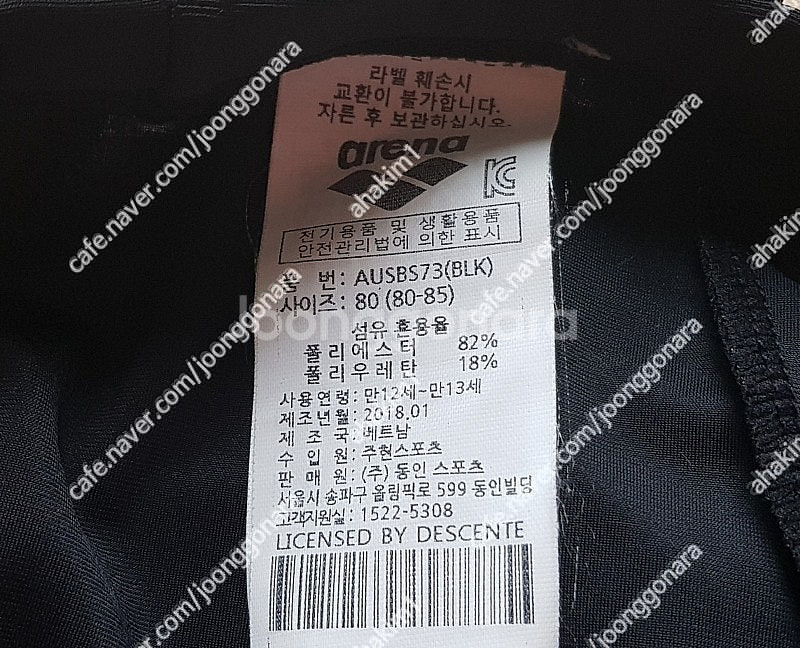 라벨 훼손시
교환이 불가합니다.
자른 후 보관하십시오.
arena
전기용품 및 생활용품
안전관리법에 의한 표시
품 번: AUSBS73(BLK)
사이즈: 80 (80-85)
섬유 혼용율
폴리에스터 82%
폴리우레탄 18%
사용연령: 만12세~만13세
제조년월: 2018.01
제 조 국: 베트남
수 입 원: 주현스포츠
판 매 원: (주) 동인 스포츠
서울시 송파구 올림픽로 599 동인빌딩
고객지원실: 1522-5308
LICENSED BY DESCENTE
joonggonara
cafe.naver.com/joonggonara
cafe.naver.com/joonggonara
cafe.naver.com/joonggonara
cafe.naver.com/joonggonara
cafe.naver.com/joonggonara
ahakim1
ahakim1